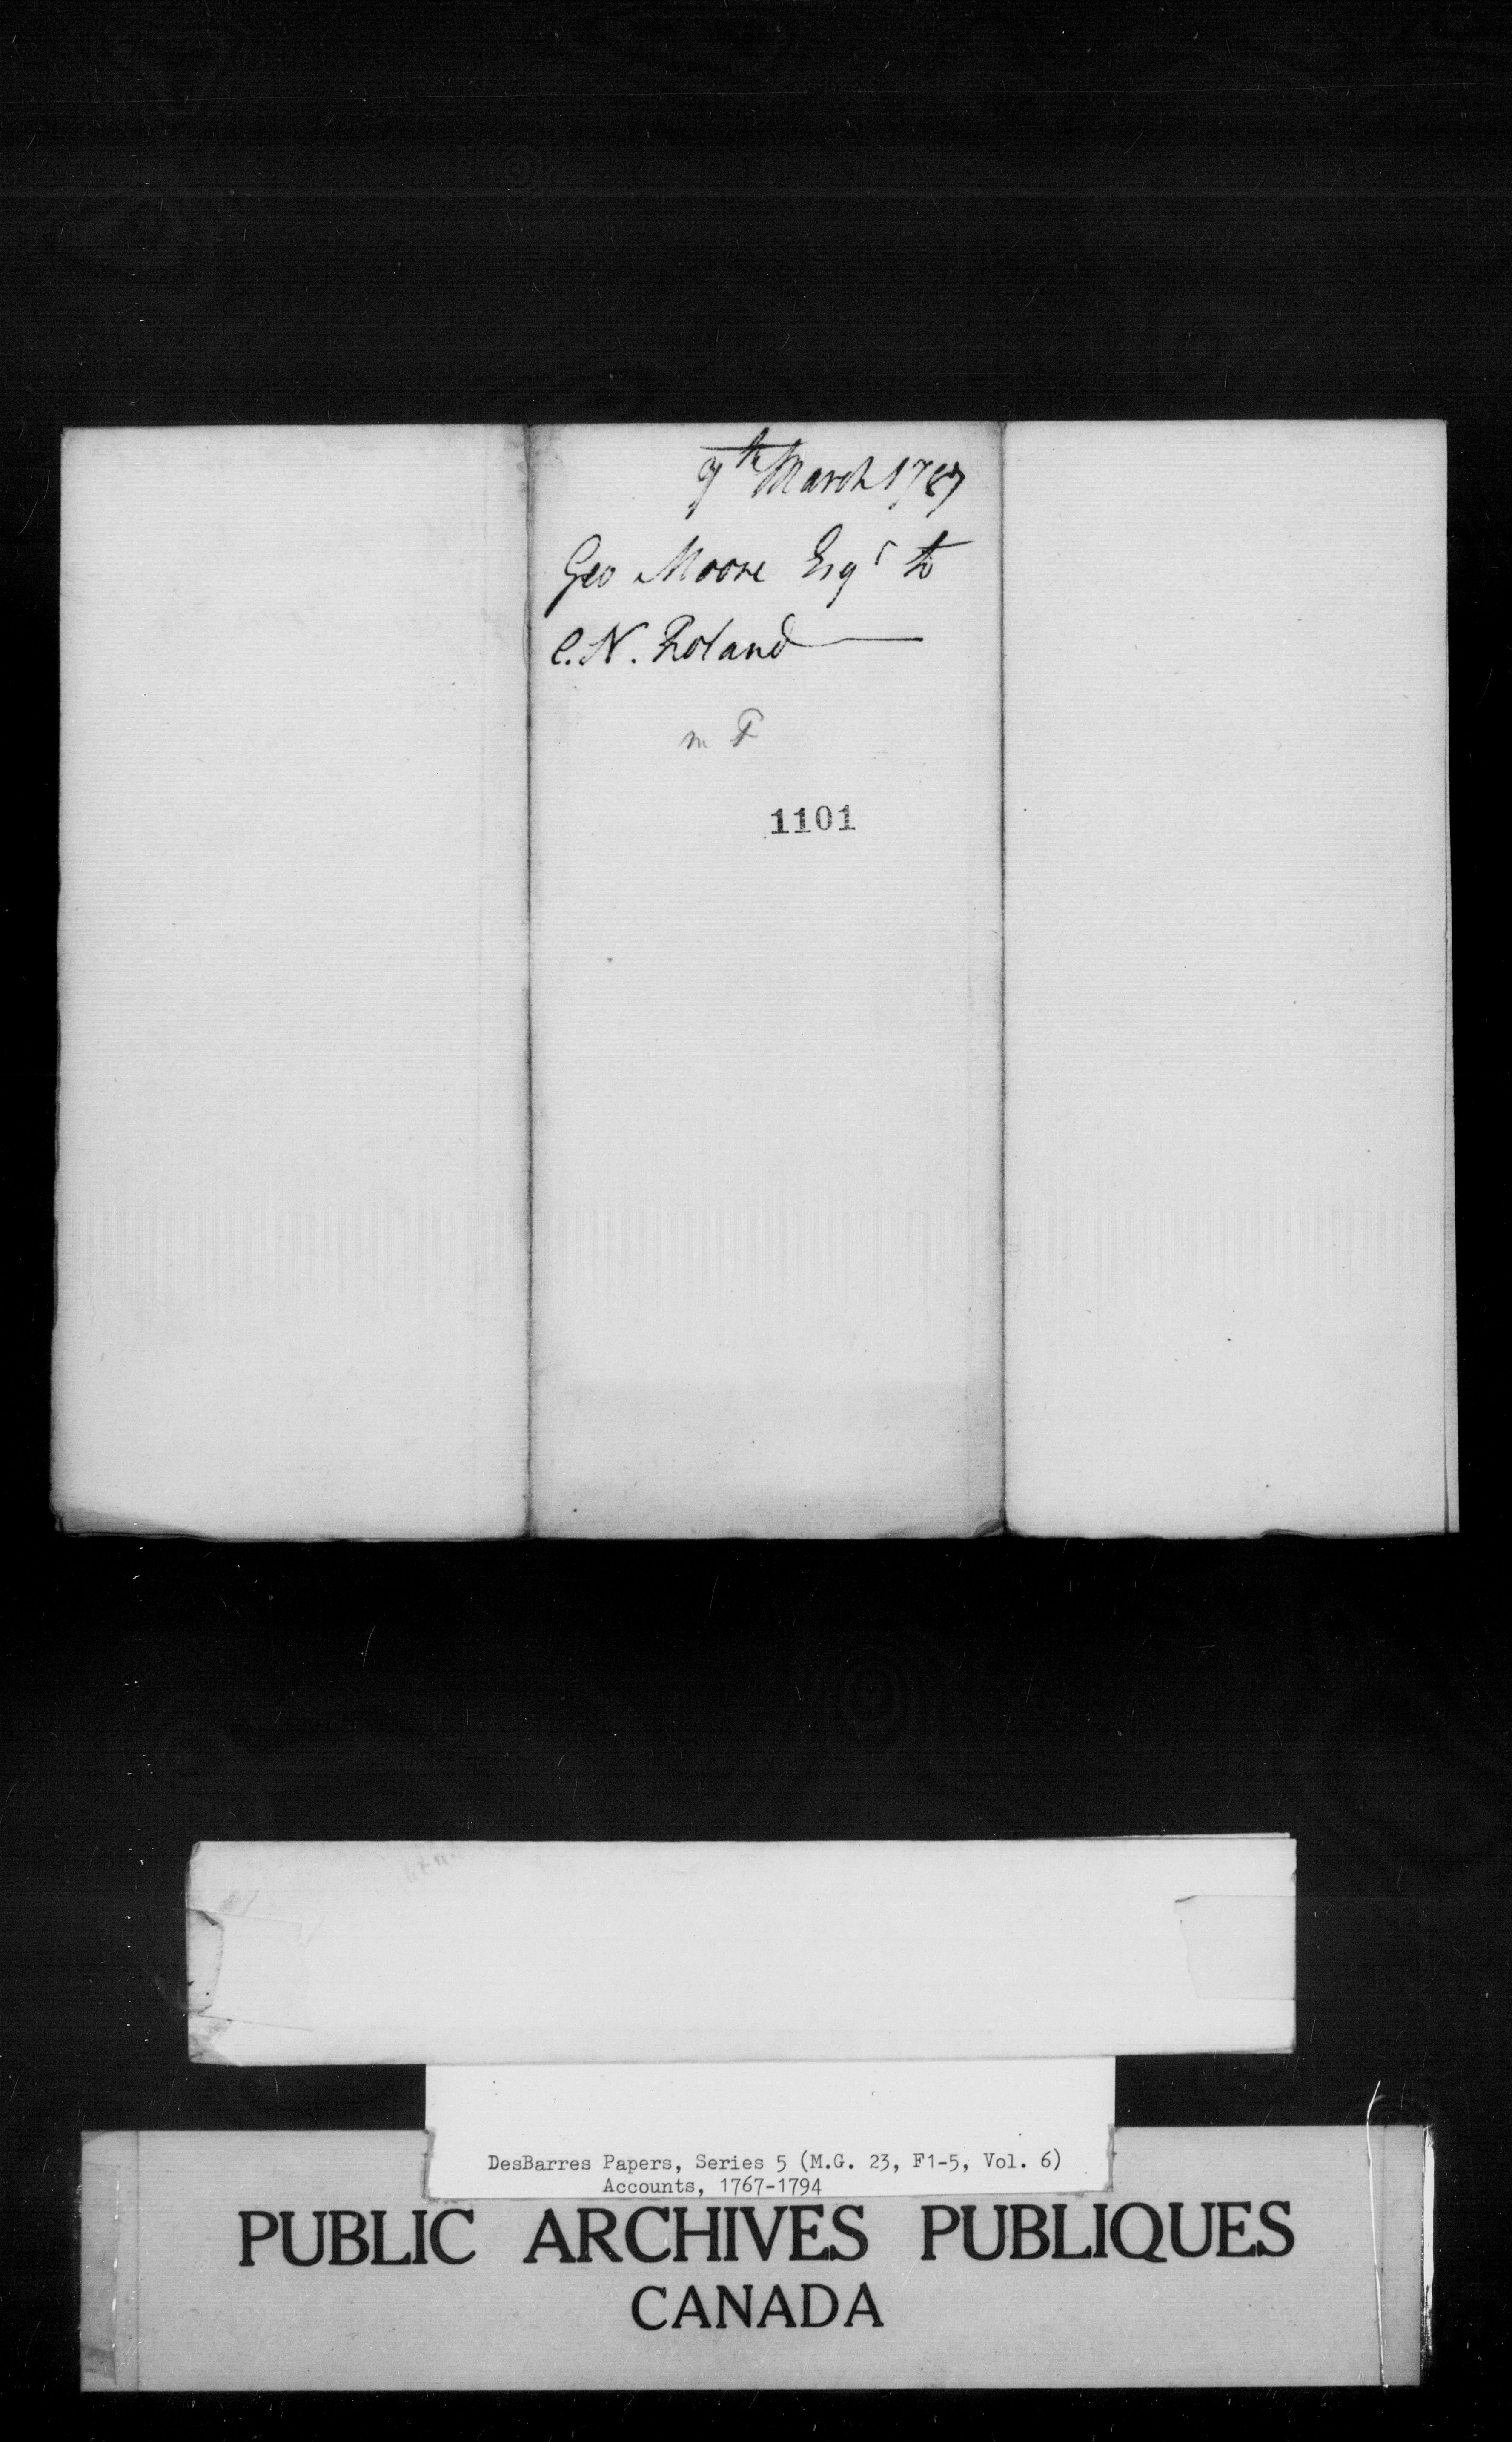 9th March 1787
Geo Moore Esqr to
C. N. Roland
m F
1101
DesBarres Papers, Series 5 (M.G. 23, F1-5, Vol. 6)
Accounts, 1767-1794
PUBLIC ARCHIVES PUBLIQUES
CANADA